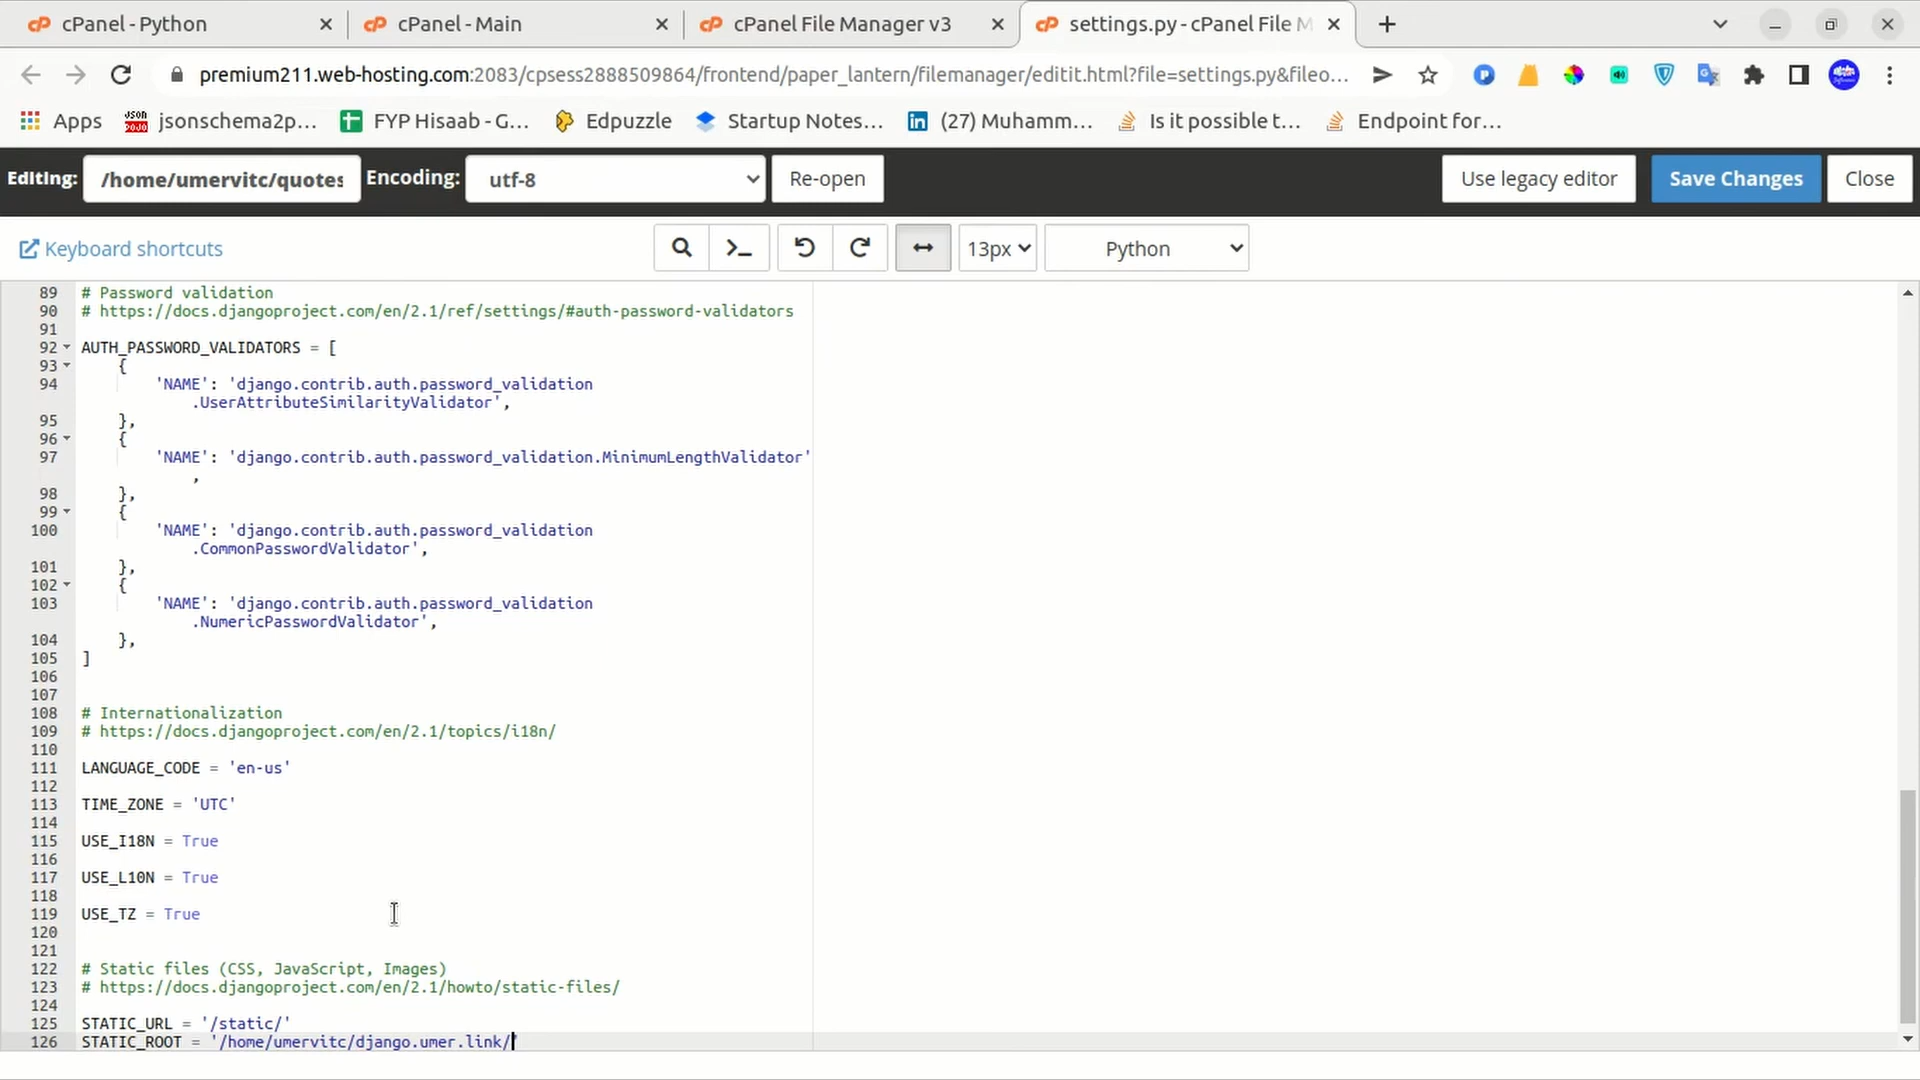 cPanel - Python
cPanel - Main
cPanel File Manager v3
settings.py - cPanel File M
premium211.web-hosting.com:2083/cpsess2888509864/frontend/paper_lantern/filemanager/editit.html?file=settings.py&fileo...
Apps
jsonschema2p...
FYP Hisaab - G...
Edpuzzle
Startup Notes...
(27) Muhamm...
Is it possible t...
Endpoint for...
Editing: /home/umervitc/quotes Encoding: utf-8 Re-open Use legacy editor Save Changes Close
Keyboard shortcuts 13px Python
89 # Password validation
90 # https://docs.djangoproject.com/en/2.1/ref/settings/#auth-password-validators
91
92 AUTH_PASSWORD_VALIDATORS = [
93 {
94 'NAME': 'django.contrib.auth.password_validation
.UserAttributeSimilarityValidator',
95 },
96 {
97 'NAME': 'django.contrib.auth.password_validation.MinimumLengthValidator'
,
98 },
99 {
100 'NAME': 'django.contrib.auth.password_validation
.CommonPasswordValidator',
101 },
102 {
103 'NAME': 'django.contrib.auth.password_validation
.NumericPasswordValidator',
104 },
105 ]
106
107
108 # Internationalization
109 # https://docs.djangoproject.com/en/2.1/topics/i18n/
110
111 LANGUAGE_CODE = 'en-us'
112
113 TIME_ZONE = 'UTC'
114
115 USE_I18N = True
116
117 USE_L10N = True
118
119 USE_TZ = True
120
121
122 # Static files (CSS, JavaScript, Images)
123 # https://docs.djangoproject.com/en/2.1/howto/static-files/
124
125 STATIC_URL = '/static/'
126 STATIC_ROOT = '/home/umervitc/django.umer.link/'